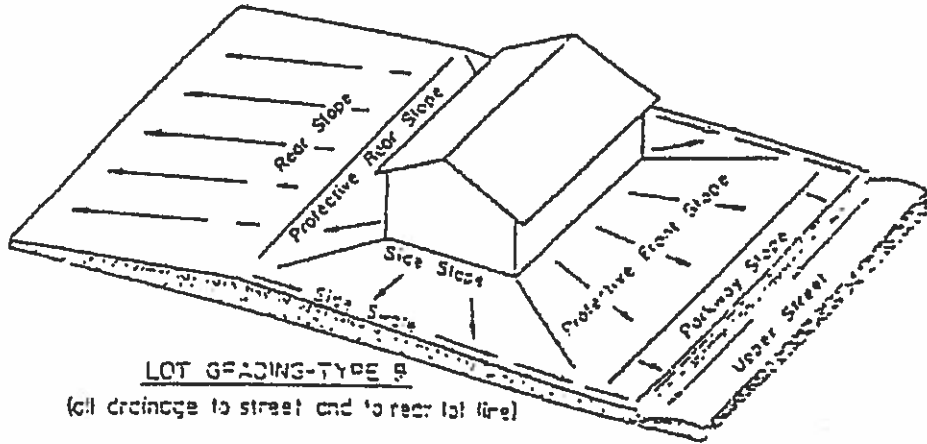 Rear Slope
Protective Rear Slope
Side Slope
Side Swale
Protective Front Slope
Parkway Slope
Upper Street
LOT GRADING-TYPE B
(all drainage to street and to rear lot line)